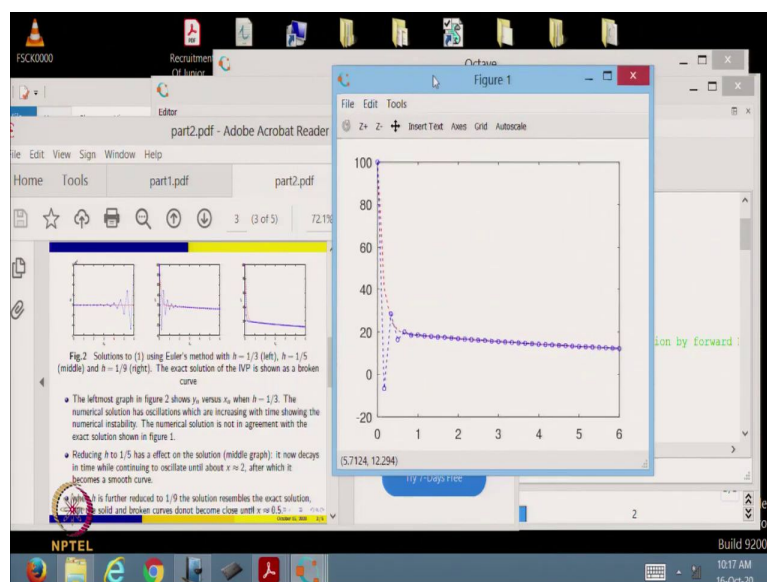 FSCK0000
Recruitmen
Of Junior
Octave
Editor
part2.pdf - Adobe Acrobat Reader
File Edit View Sign Window Help
Home Tools part1.pdf part2.pdf
3 (3 of 5) 72.1%
Figure 1
File Edit Tools
Z+ Z- Insert Text Axes Grid Autoscale
100
80
60
40
20
0
-20
0 1 2 3 4 5 6
(5.7124, 12.294)
Fig.2 Solutions to (1) using Euler's method with h = 1/3 (left), h = 1/5
(middle) and h = 1/9 (right). The exact solution of the IVP is shown as a broken
curve
The leftmost graph in figure 2 shows yn versus xn when h = 1/3. The
numerical solution has oscillations which are increasing with time showing the
numerical instability. The numerical solution is not in agreement with the
exact solution shown in figure 1.
Reducing h to 1/5 has a effect on the solution (middle graph): it now decays
in time while continuing to oscillate until about x ≈ 2, after which it
becomes a smooth curve.
When h is further reduced to 1/9 the solution resembles the exact solution,
solid and broken curves donot become close until x ≈ 0.5.
tion by forward
Try 7-Days Free
2
NPTEL
Build 9200
10:17 AM
16-Oct-20